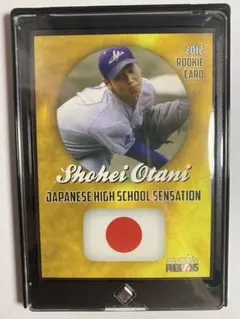 2012
ROOKIE
CARD
Shohei Otani
JAPANESE HIGH SCHOOL SENSATION